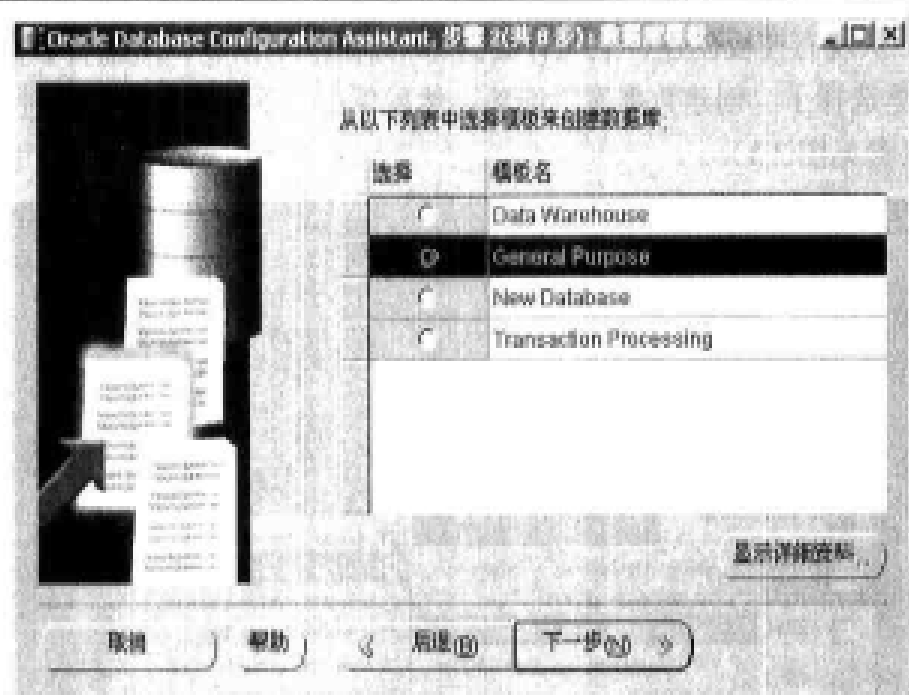 Oracle Database Configuration Assistant, 步骤
从以下列表中选择模板来创建数据库.
选择 模板名
Data Warehouse
General Purpose
New Database
Transaction Processing
显示详细资料...
取消 帮助 后退(B) 下一步(N)